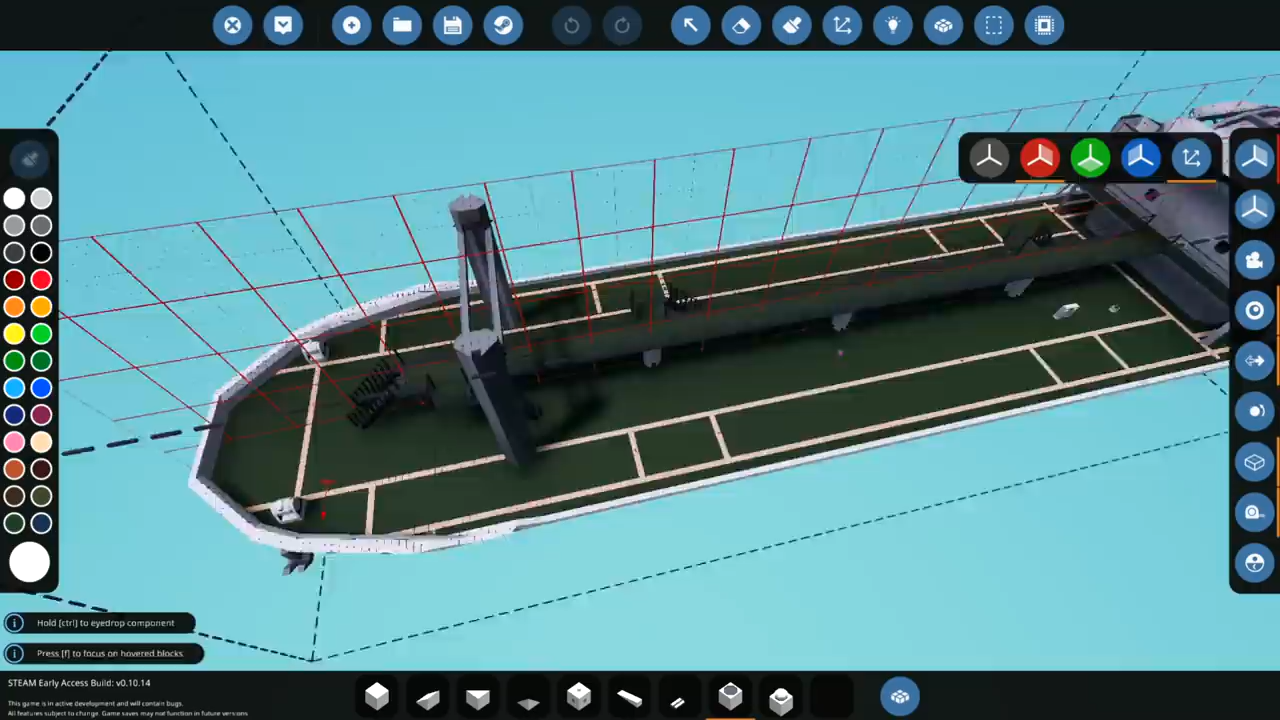 Hold [ctrl] to eyedrop component
Press [f] to focus on hovered blocks
STEAM Early Access Build: v0.10.14
This game is in active development and will contain bugs.
All features subject to change. Game saves may not function in future versions